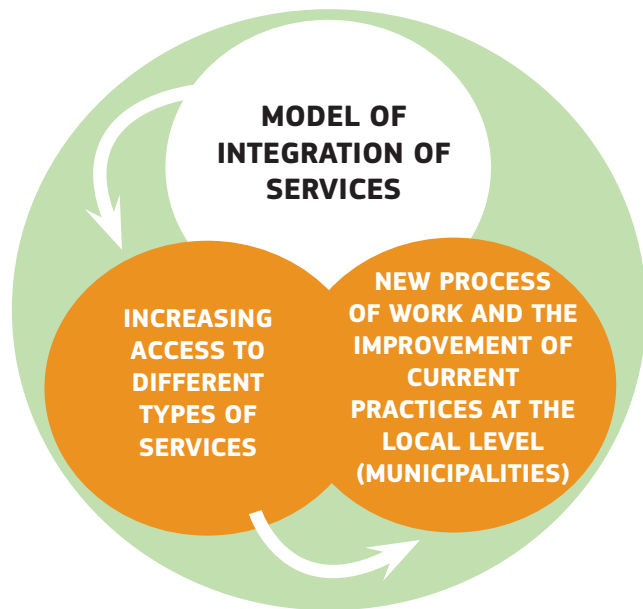 MODEL OF
INTEGRATION OF
SERVICES
INCREASING
ACCESS TO
DIFFERENT
TYPES OF
SERVICES
NEW PROCESS
OF WORK AND THE
IMPROVEMENT OF
CURRENT
PRACTICES AT THE
LOCAL LEVEL
(MUNICIPALITIES)